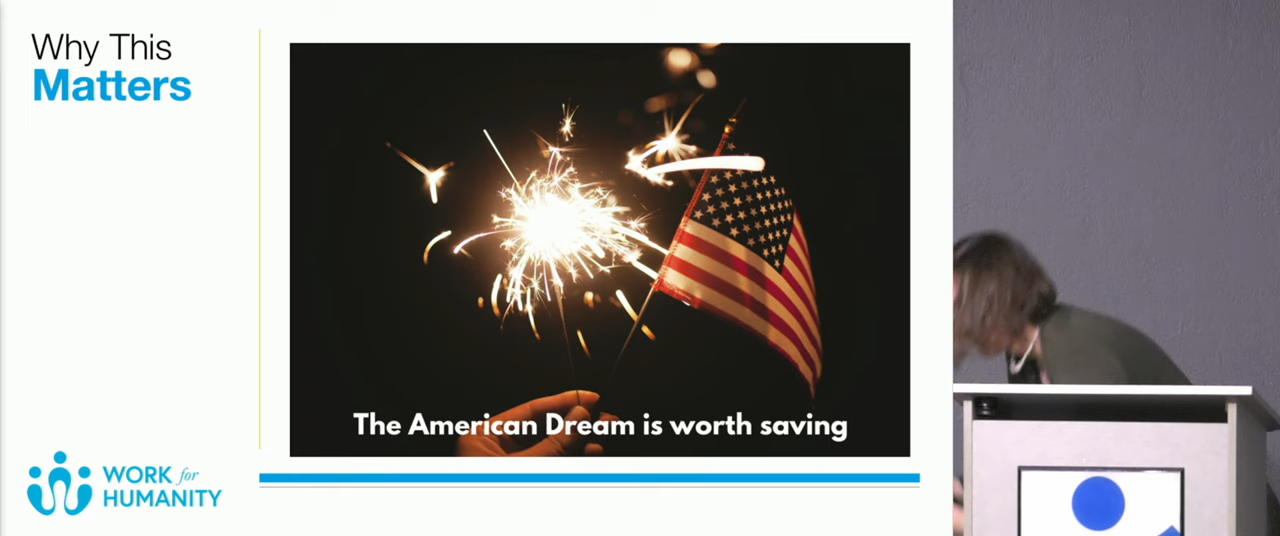 Why This
Matters
The American Dream is worth saving
WORK for
HUMANITY